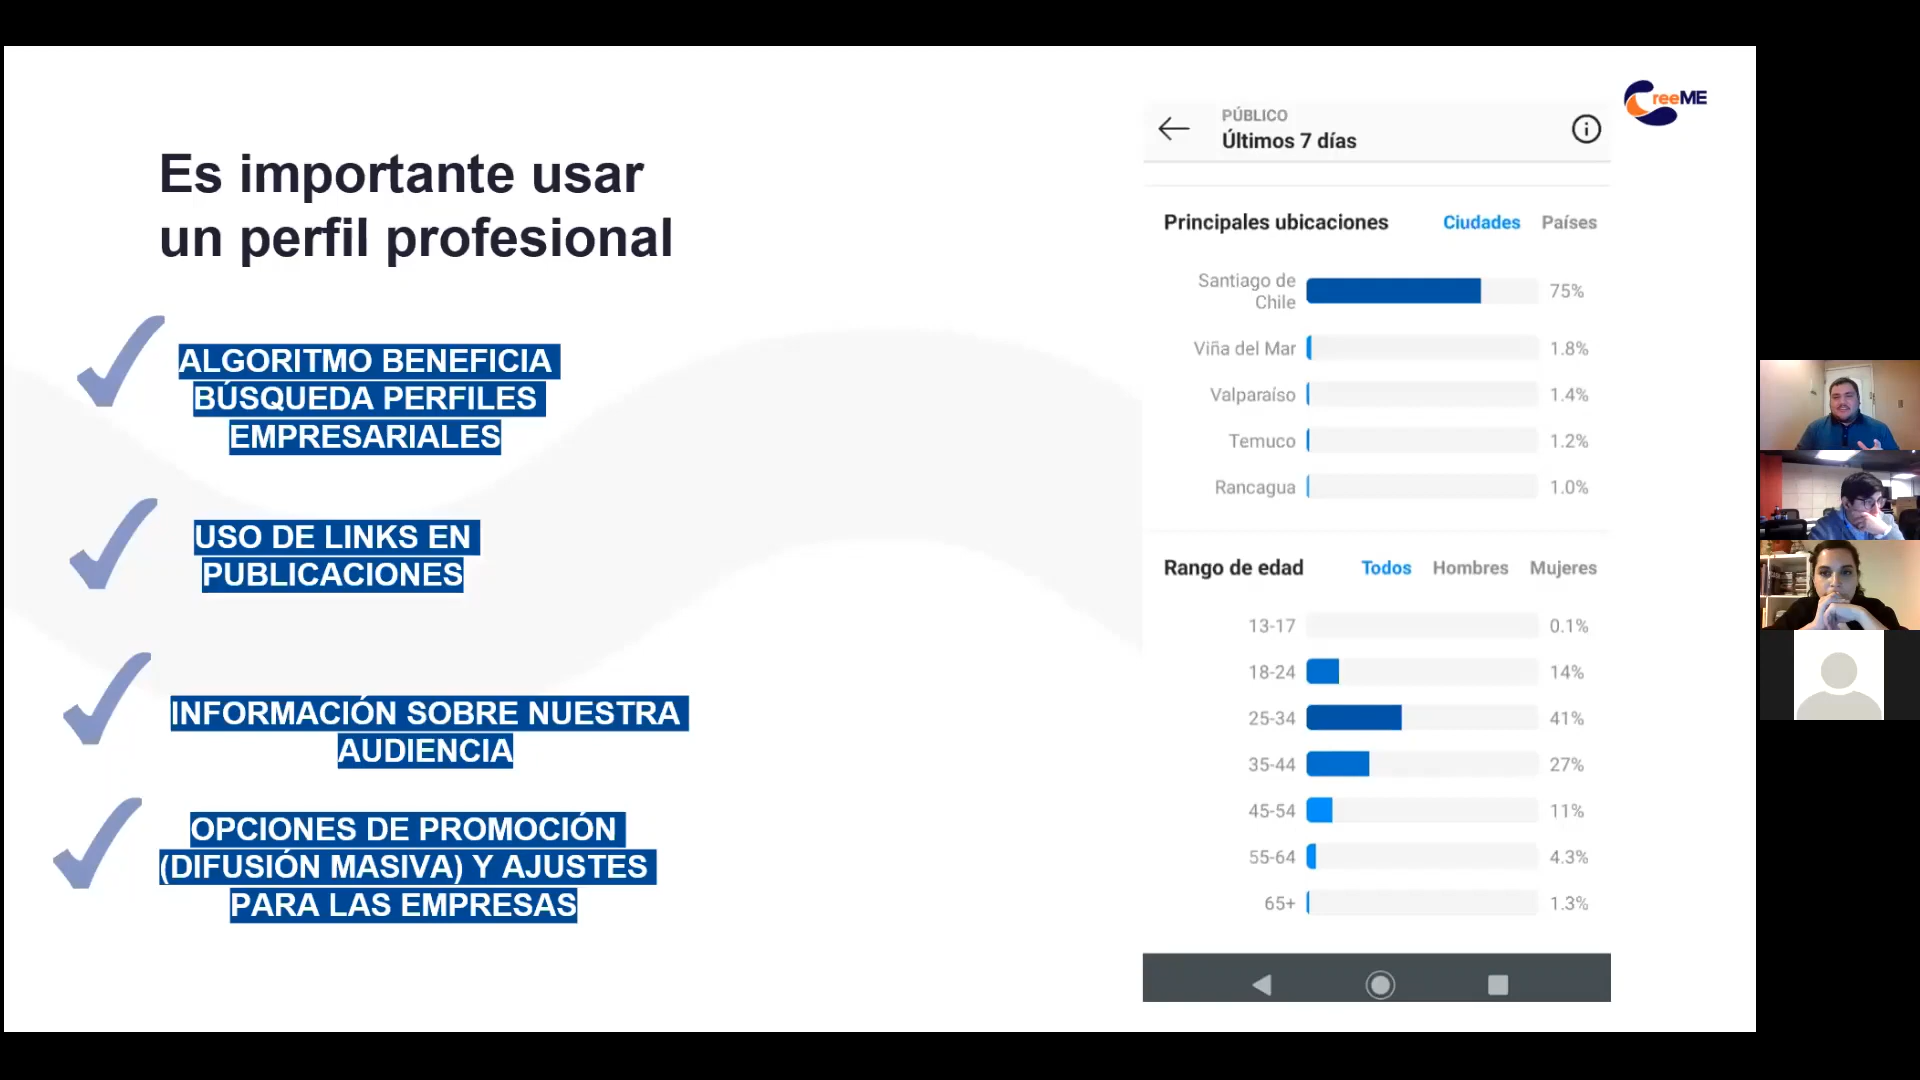 Es importante usar
un perfil profesional
ALGORITMO BENEFICIA
BÚSQUEDA PERFILES
EMPRESARIALES
USO DE LINKS EN
PUBLICACIONES
INFORMACIÓN SOBRE NUESTRA
AUDIENCIA
OPCIONES DE PROMOCIÓN
(DIFUSIÓN MASIVA) Y AJUSTES
PARA LAS EMPRESAS
CreeME
PÚBLICO
Últimos 7 días
Principales ubicaciones Ciudades Países
Santiago de
Chile 75%
Viña del Mar 1.8%
Valparaíso 1.4%
Temuco 1.2%
Rancagua 1.0%
Rango de edad Todos Hombres Mujeres
13-17 0.1%
18-24 14%
25-34 41%
35-44 27%
45-54 11%
55-64 4.3%
65+ 1.3%